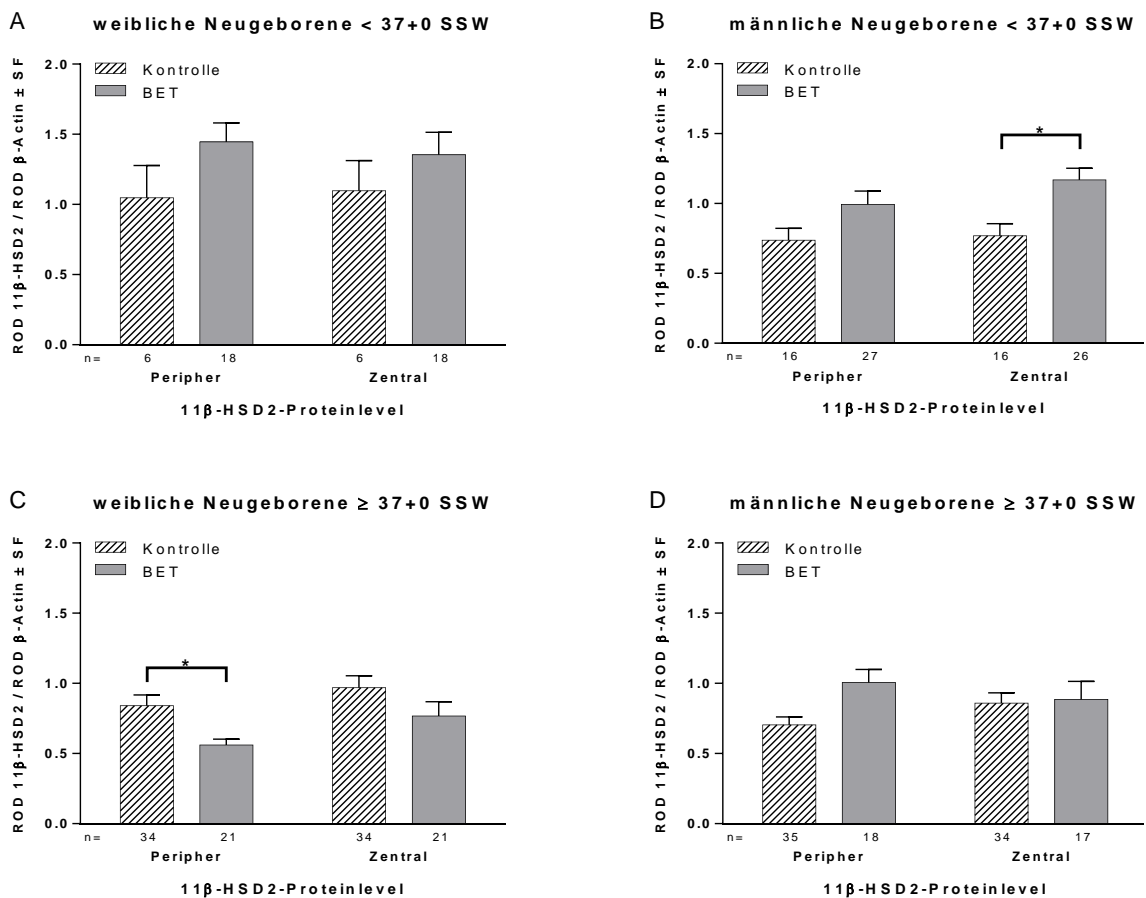 A
weibliche Neugeborene < 37+0 SSW
ROD 11β-HSD2 / ROD β-Actin ± SF
2.0
1.5
1.0
0.5
0.0
Kontrolle
BET
n= 6 18 6 18
Peripher Zentral
11β-HSD2-Proteinlevel
B
männliche Neugeborene < 37+0 SSW
ROD 11β-HSD2 / ROD β-Actin ± SF
2.0
1.5
1.0
0.5
0.0
Kontrolle
BET
*
n= 16 27 16 26
Peripher Zentral
11β-HSD2-Proteinlevel
C
weibliche Neugeborene ≥ 37+0 SSW
ROD 11β-HSD2 / ROD β-Actin ± SF
2.0
1.5
1.0
0.5
0.0
Kontrolle
BET
*
n= 34 21 34 21
Peripher Zentral
11β-HSD2-Proteinlevel
D
männliche Neugeborene ≥ 37+0 SSW
ROD 11β-HSD2 / ROD β-Actin ± SF
2.0
1.5
1.0
0.5
0.0
Kontrolle
BET
n= 35 18 34 17
Peripher Zentral
11β-HSD2-Proteinlevel